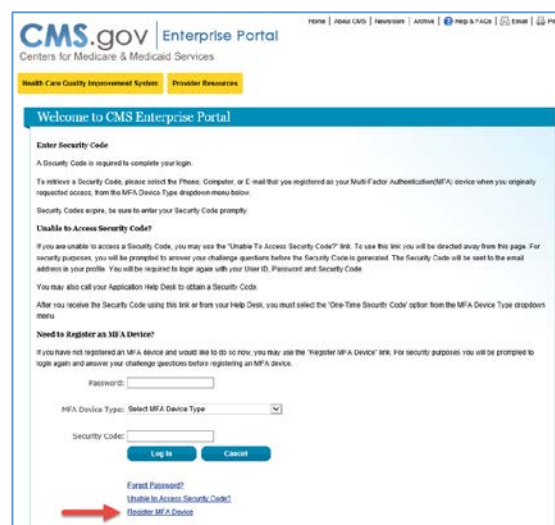 Home | About CMS | Newsroom | Archive | Help & FAQs | Email | Pr
CMS.gov | Enterprise Portal
Centers for Medicare & Medicaid Services
Health Care Quality Improvement System Provider Resources
Welcome to CMS Enterprise Portal
Enter Security Code
A Security Code is required to complete your login.
To retrieve a Security Code, please select the Phone, Computer, or E-mail that you registered as your Multi-Factor Authentication(MFA) device when you originally
requested access, from the MFA Device Type dropdown menu below.
Security Codes expire, be sure to enter your Security Code promptly.
Unable to Access Security Code?
If you are unable to access a Security Code, you may use the "Unable To Access Security Code?" link. To use this link you will be directed away from this page. For
security purposes, you will be prompted to answer your challenge questions before the Security Code is generated. The Security Code will be sent to the email
address in your profile. You will be required to login again with your User ID, Password and Security Code.
You may also call your Application Help Desk to obtain a Security Code.
After you receive the Security Code using this link or from your Help Desk, you must select the 'One-Time Security Code' option from the MFA Device Type dropdown
menu.
Need to Register an MFA Device?
If you have not registered an MFA device and would like to do so now, you may use the "Register MFA Device" link. For security purposes you will be prompted to
login again and answer your challenge questions before registering an MFA device.
Password:
MFA Device Type: Select MFA Device Type
Security Code:
Log In Cancel
Forgot Password?
Unable to Access Security Code?
Register MFA Device